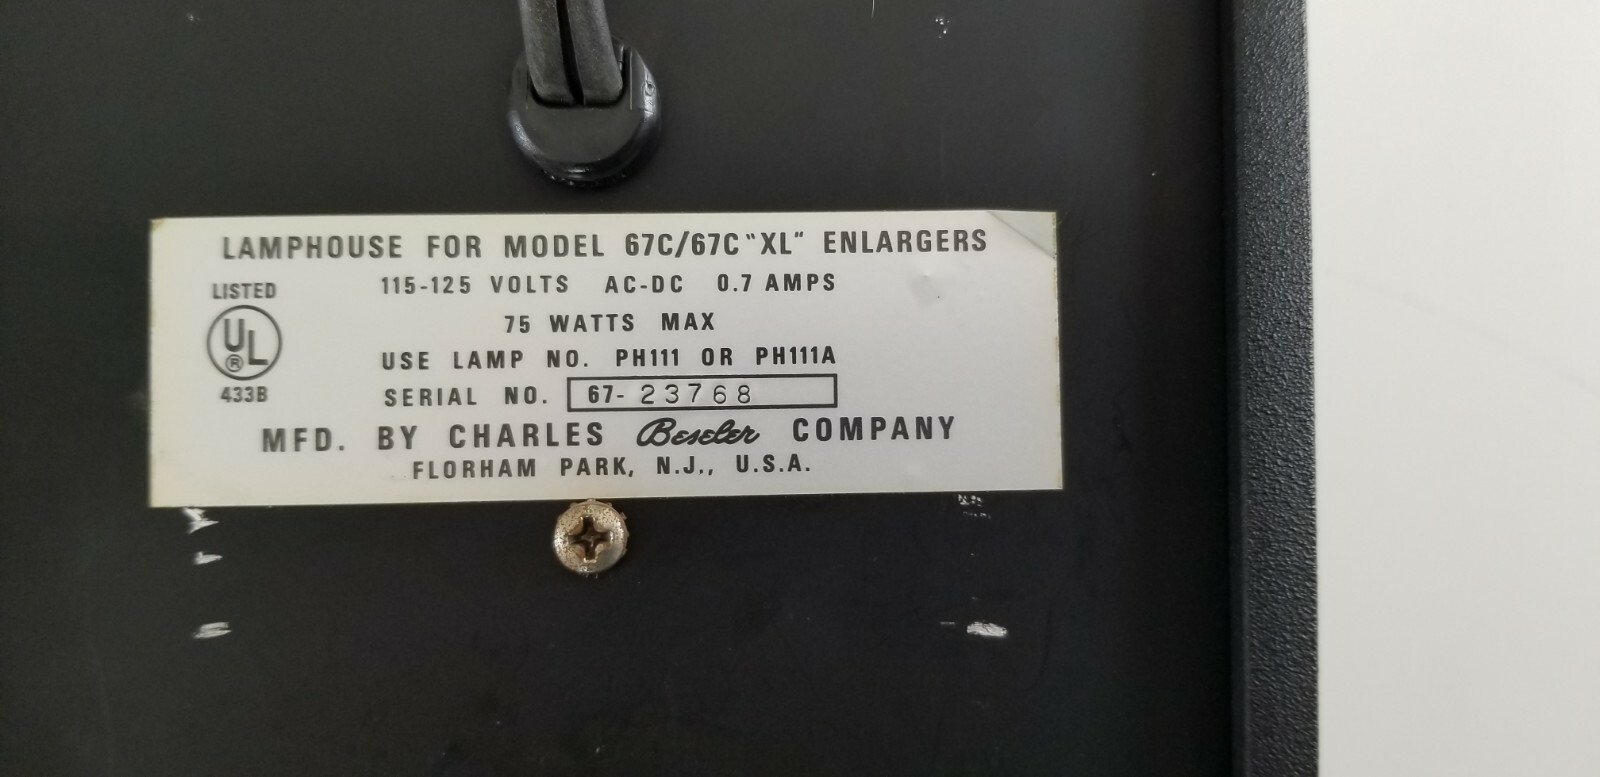 LAMPHOUSE FOR MODEL 67C/67C "XL" ENLARGERS
115-125 VOLTS AC-DC 0.7 AMPS
75 WATTS MAX
USE LAMP NO. PH111 OR PH111A
SERIAL NO. 67-23768
MFD. BY CHARLES Beseler COMPANY
FLORHAM PARK, N.J., U.S.A.
LISTED
UL®
433B